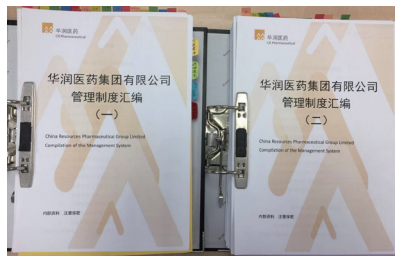 华润医药
CR Pharmaceutical
华润医药集团有限公司
管理制度汇编
（一）
China Resources Pharmaceutical Group Limited
Compilation of the Management System
内部资料 注意保密
华润医药
CR Pharmaceutical
华润医药集团有限公司
管理制度汇编
（二）
China Resources Pharmaceutical Group Limited
Compilation of the Management System
内部资料 注意保密